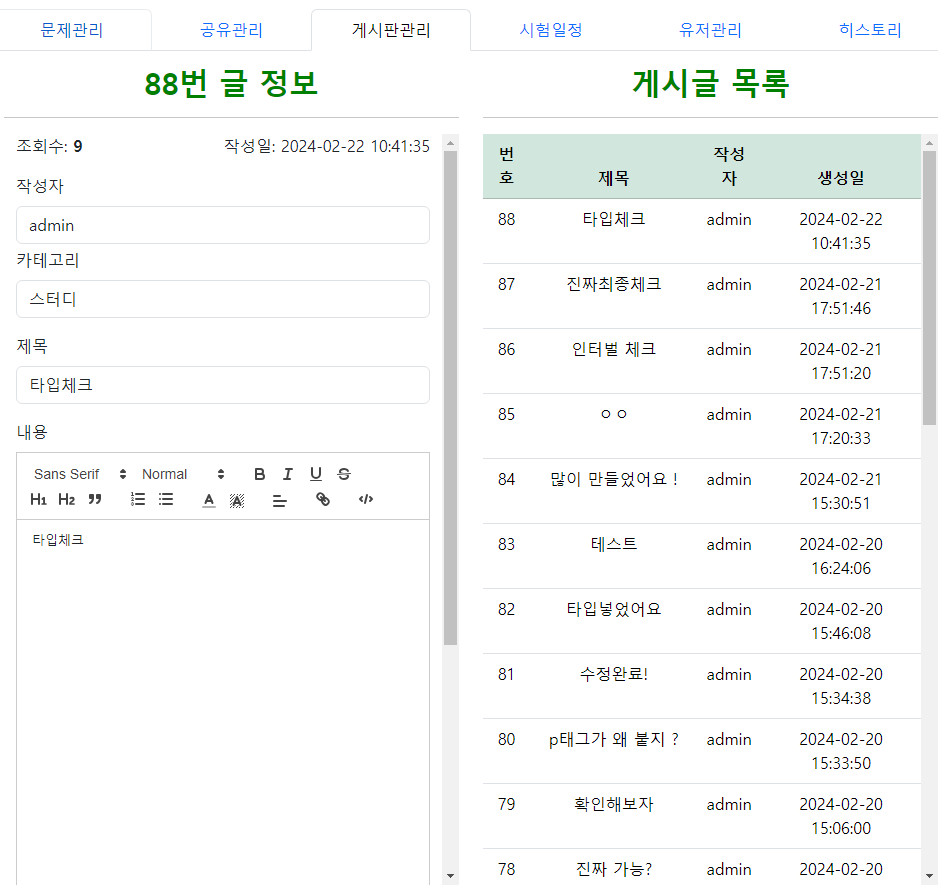 문제관리 공유관리 게시판관리 시험일정 유저관리 히스토리
88번 글 정보
조회수: 9 작성일: 2024-02-22 10:41:35
작성자
admin
카테고리
스터디
제목
타입체크
내용
Sans Serif Normal B I U S
H1 H2
타입체크
게시글 목록
번호 제목 작성자 생성일
88 타입체크 admin 2024-02-22
10:41:35
87 진짜최종체크 admin 2024-02-21
17:51:46
86 인터벌 체크 admin 2024-02-21
17:51:20
85 ㅇㅇ admin 2024-02-21
17:20:33
84 많이 만들었어요 ! admin 2024-02-21
15:30:51
83 테스트 admin 2024-02-20
16:24:06
82 타입넣었어요 admin 2024-02-20
15:46:08
81 수정완료! admin 2024-02-20
15:34:38
80 p태그가 왜 붙지 ? admin 2024-02-20
15:33:50
79 확인해보자 admin 2024-02-20
15:06:00
78 진짜 가능? admin 2024-02-20